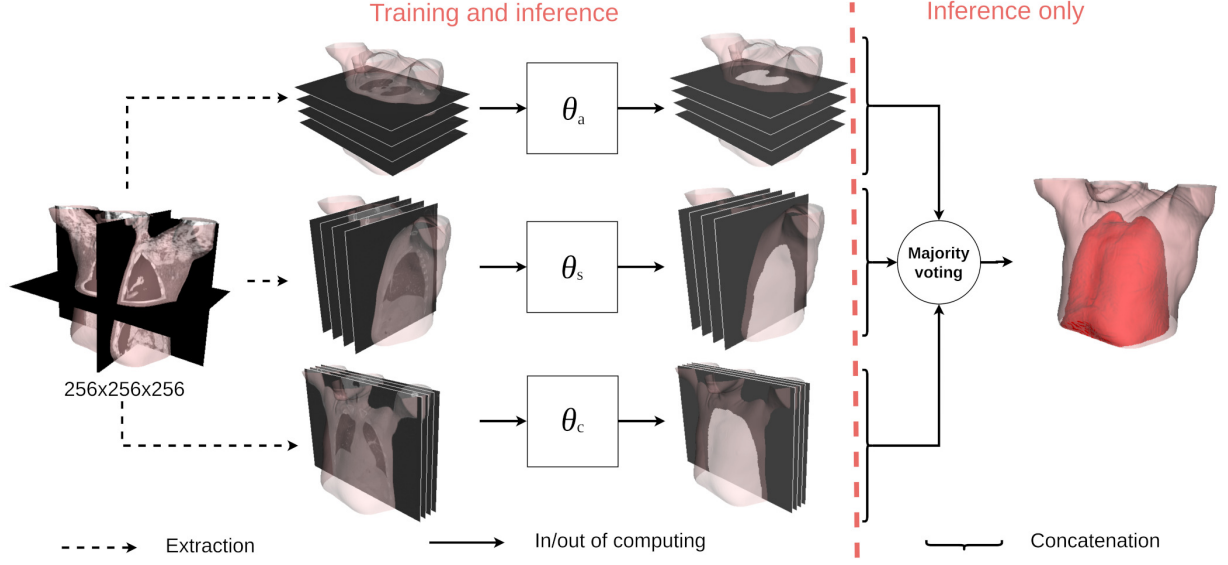 Training and inference
Inference only
θa
256x256x256
θs
Majority
voting
θc
Extraction
In/out of computing
Concatenation